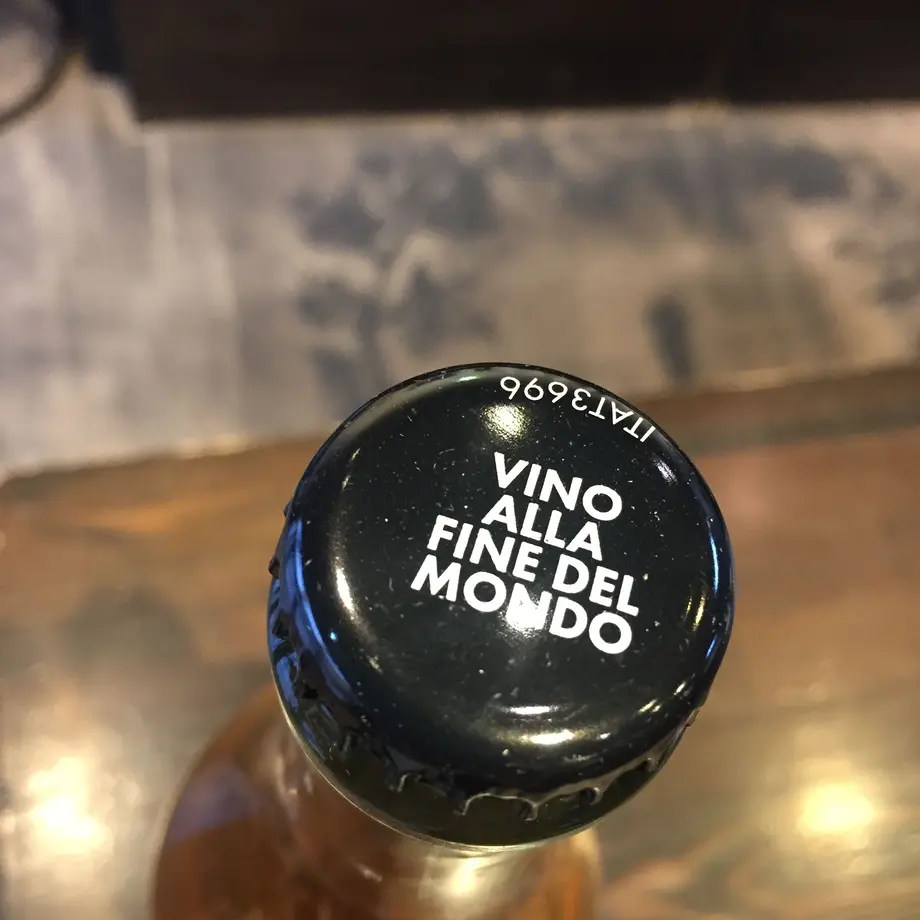 ITAT3696
VINO
ALLA
FINE DEL
MONDO